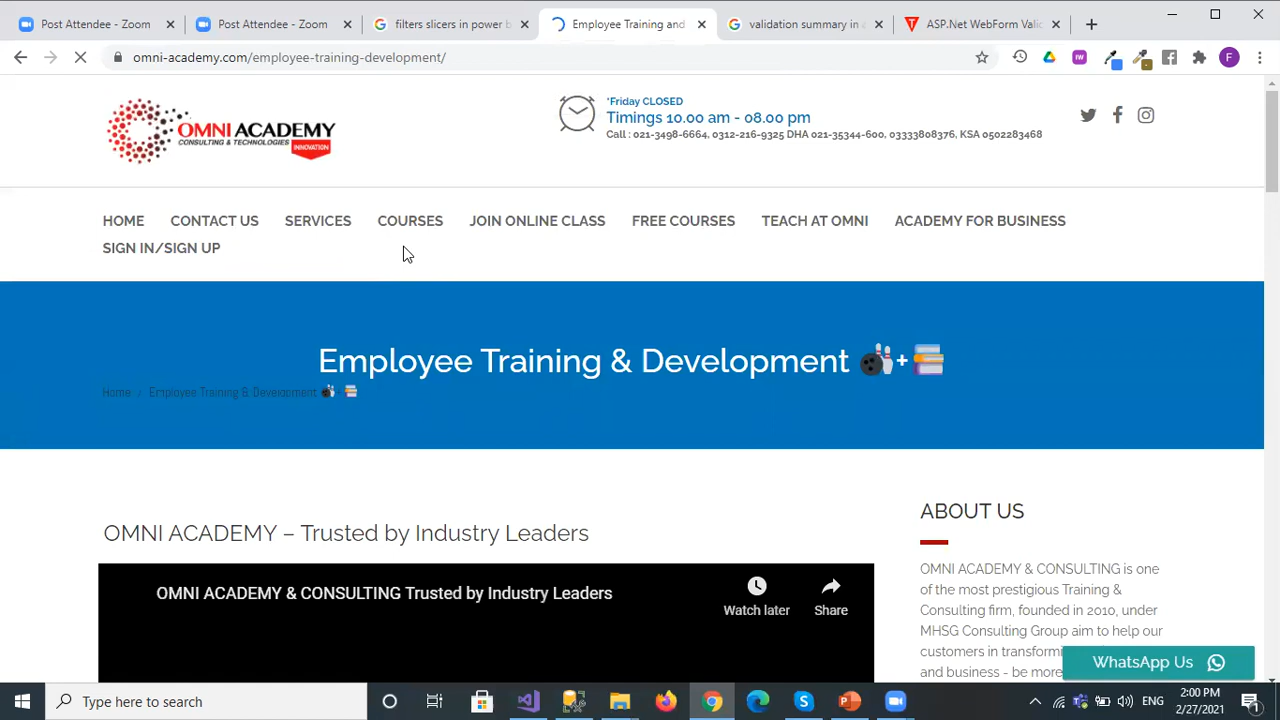 Post Attendee - Zoom
Post Attendee - Zoom
filters slicers in power b
Employee Training and
validation summary in a
ASP.Net WebForm Valid
omni-academy.com/employee-training-development/
OMNI ACADEMY
CONSULTING & TECHNOLOGIES
INNOVATION
*Friday CLOSED
Timings 10.00 am - 08.00 pm
Call : 021-3498-6664, 0312-216-9325 DHA 021-35344-600, 03333808376, KSA 0502283468
HOME CONTACT US SERVICES COURSES JOIN ONLINE CLASS FREE COURSES TEACH AT OMNI ACADEMY FOR BUSINESS
SIGN IN/SIGN UP
Employee Training & Development
Home / Employee Training & Development
OMNI ACADEMY – Trusted by Industry Leaders
OMNI ACADEMY & CONSULTING Trusted by Industry Leaders
Watch later
Share
ABOUT US
OMNI ACADEMY & CONSULTING is one
of the most prestigious Training &
Consulting firm, founded in 2010, under
MHSG Consulting Group aim to help our
customers in transformi
and business - be more
WhatsApp Us
Type here to search
ENG
2:00 PM
2/27/2021